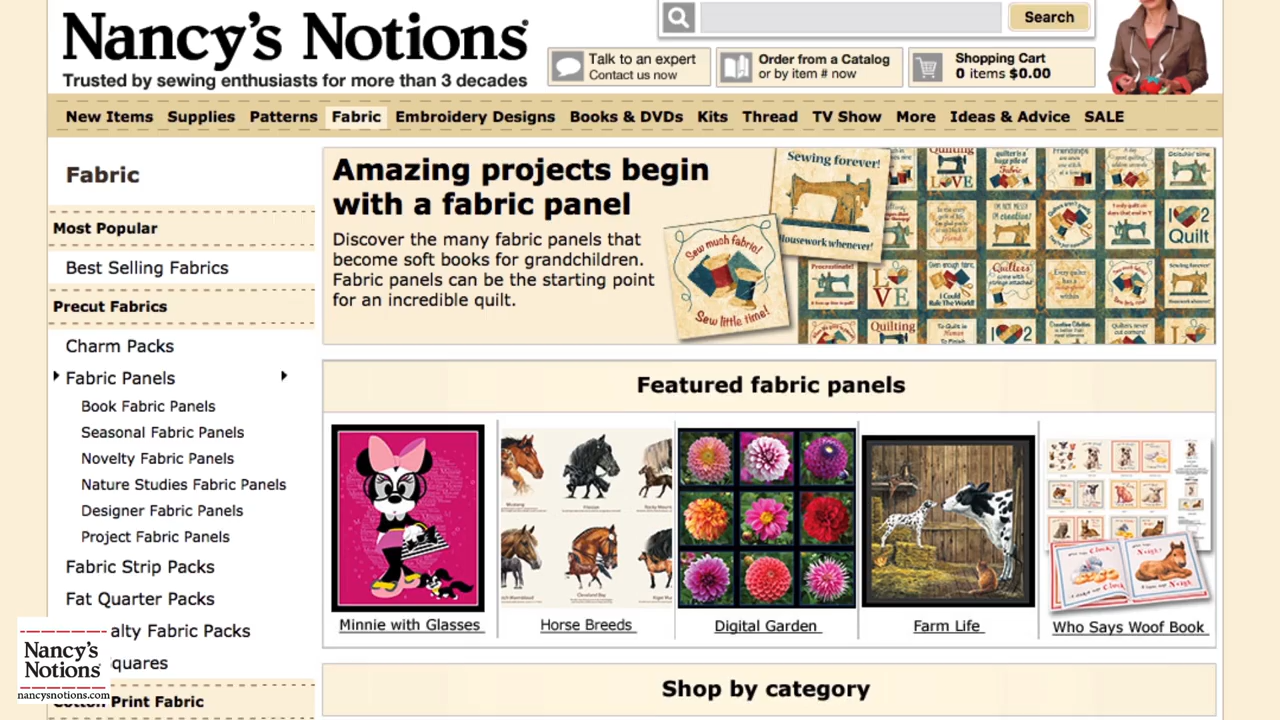 Nancy's Notions®
Trusted by sewing enthusiasts for more than 3 decades
Search
Talk to an expert
Contact us now
Order from a Catalog
or by item # now
Shopping Cart
0 items $0.00
New Items Supplies Patterns Fabric Embroidery Designs Books & DVDs Kits Thread TV Show More Ideas & Advice SALE
Fabric
Most Popular
Best Selling Fabrics
Precut Fabrics
Charm Packs
Fabric Panels
Book Fabric Panels
Seasonal Fabric Panels
Novelty Fabric Panels
Nature Studies Fabric Panels
Designer Fabric Panels
Project Fabric Panels
Fabric Strip Packs
Fat Quarter Packs
alty Fabric Packs
quares
Cotton Print Fabric
Nancy's
Notions®
nancysnotions.com
Amazing projects begin
with a fabric panel
Discover the many fabric panels that
become soft books for grandchildren.
Fabric panels can be the starting point
for an incredible quilt.
Sew much fabric!
Sew little time!
Sewing forever!
Housework whenever!
Quilting
LOVE
I ♥ 2
Quilt
LOVE
Quilters
Quilting
I ♥ 2
Featured fabric panels
Minnie with Glasses
Horse Breeds
Digital Garden
Farm Life
Who Says Woof Book
Shop by category